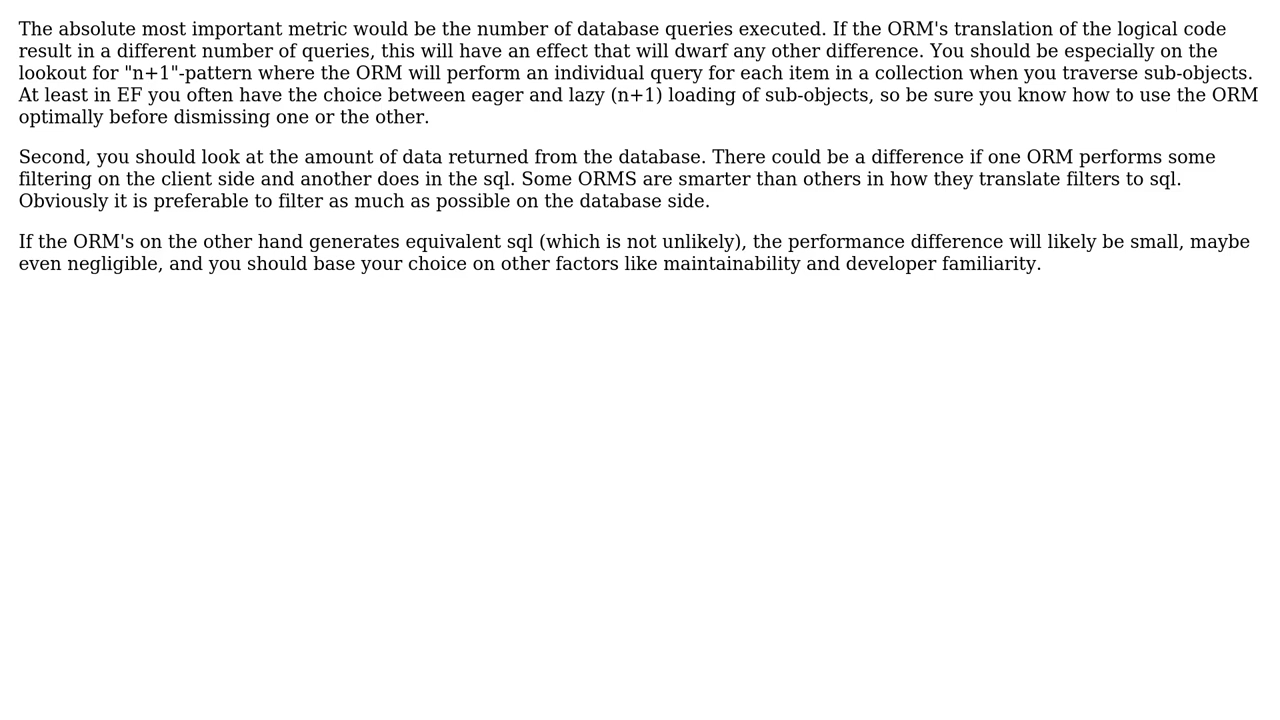 The absolute most important metric would be the number of database queries executed. If the ORM's translation of the logical code
result in a different number of queries, this will have an effect that will dwarf any other difference. You should be especially on the
lookout for "n+1"-pattern where the ORM will perform an individual query for each item in a collection when you traverse sub-objects.
At least in EF you often have the choice between eager and lazy (n+1) loading of sub-objects, so be sure you know how to use the ORM
optimally before dismissing one or the other.
Second, you should look at the amount of data returned from the database. There could be a difference if one ORM performs some
filtering on the client side and another does in the sql. Some ORMS are smarter than others in how they translate filters to sql.
Obviously it is preferable to filter as much as possible on the database side.
If the ORM's on the other hand generates equivalent sql (which is not unlikely), the performance difference will likely be small, maybe
even negligible, and you should base your choice on other factors like maintainability and developer familiarity.